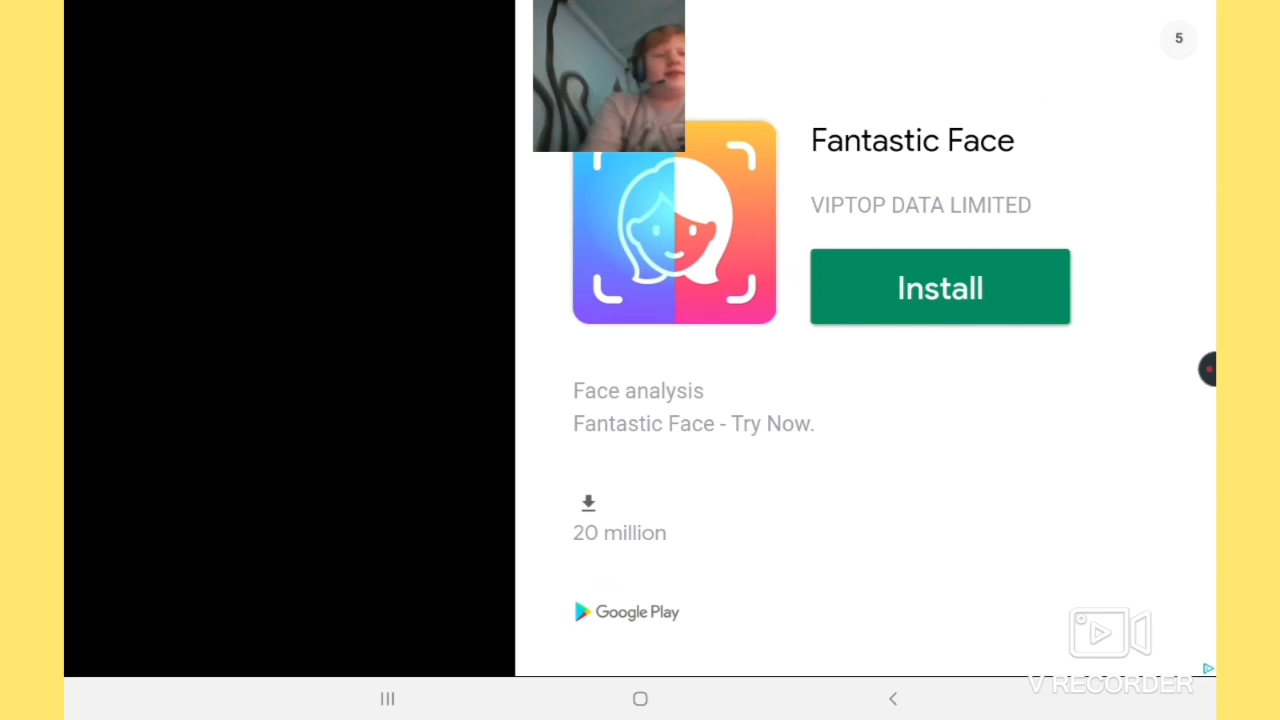 5
Fantastic Face
VIPTOP DATA LIMITED
Install
Face analysis
Fantastic Face - Try Now.
20 million
Google Play
V RECORDER